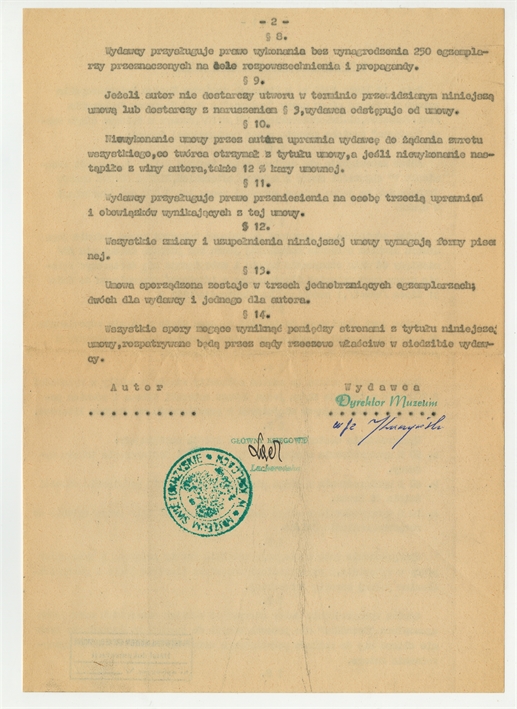 - 2 -
§ 8.
Wydawcy przysługuje prawo wykonania bez wynagrodzenia 250 egzempla-
rzy przeznaczonych na cele rozpowszechnienia i propagandy.
§ 9.
Jeżeli autor nie dostarczy utworu w terminie przewidzianym niniejszą
umową lub dostarczy z naruszeniem § 3,wydawca odstępuje od umowy.
§ 10.
Niewykonanie umowy przez autora uprawnia wydawcę do żądania zwrotu
wszystkiego,co twórca otrzymał z tytułu umowy,a jeśli niewykonanie nas-
tąpiło z winy autora,także 12 % kary umownej.
§ 11.
Wydawcy przysługuje prawo przeniesienia na osobę trzecią uprawnień
i obowiązków wynikających z tej umowy.
§ 12.
Wszystkie zmiany i uzupełnienia niniejszej umowy wymagają formy pisem
nej.
§ 13.
Umowa sporządzona zostaje w trzech jednobrzmiących egzemplarzach;
dwóch dla wydawcy i jednego dla autora.
§ 14.
Wszystkie spory mogące wyniknąć pomiędzy stronami z tytułu niniejszej
umowy,rozpatrywane będą przez sądy rzeczowo właściwe w siedzibie wydaw-
cy.
Autor Wydawca
Dyrektor Muzeum
. . . . . . . . . . . . . . . . . . . .
mgr
GŁÓWNY KSIĘGOWY
MUZEUM ŚWIĘTOKRZYSKIE * W KIELCACH *